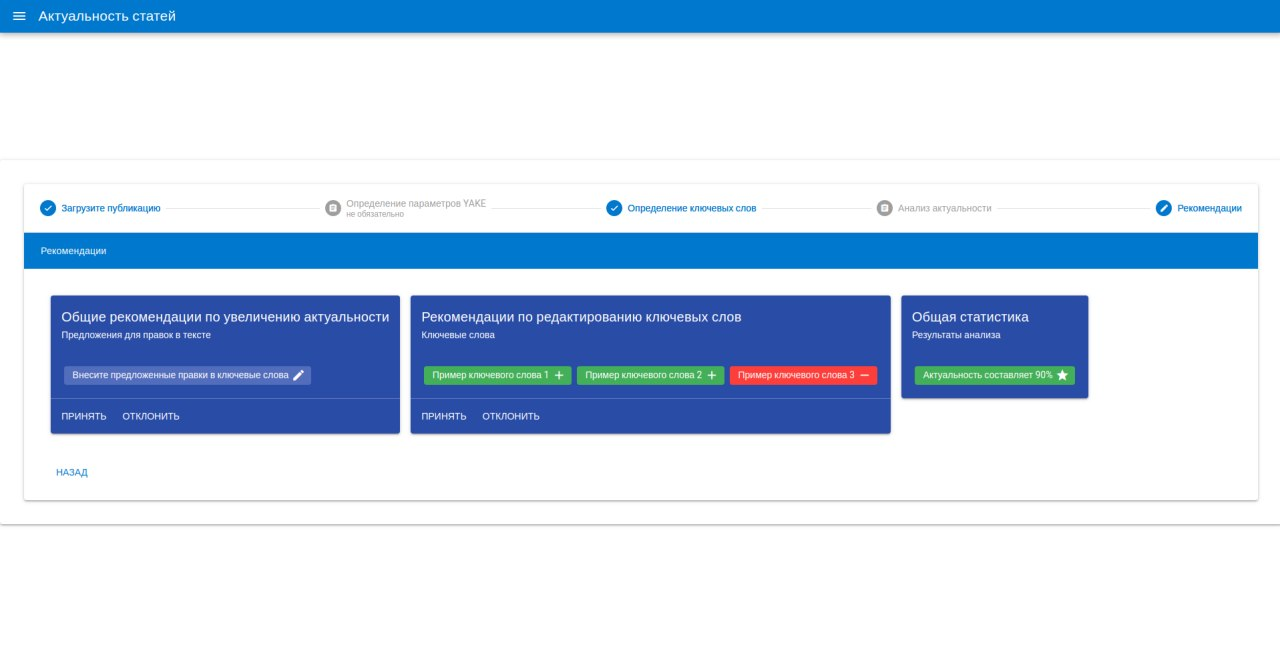 Актуальность статей
Загрузите публикацию
Определение параметров YAKE
не обязательно
Определение ключевых слов
Анализ актуальности
Рекомендации
Рекомендации
Общие рекомендации по увеличению актуальности
Предложения для правок в тексте
Внесите предложенные правки в ключевые слова
ПРИНЯТЬ ОТКЛОНИТЬ
Рекомендации по редактированию ключевых слов
Ключевые слова
Пример ключевого слова 1 Пример ключевого слова 2 Пример ключевого слова 3
ПРИНЯТЬ ОТКЛОНИТЬ
Общая статистика
Результаты анализа
Актуальность составляет 90%
НАЗАД